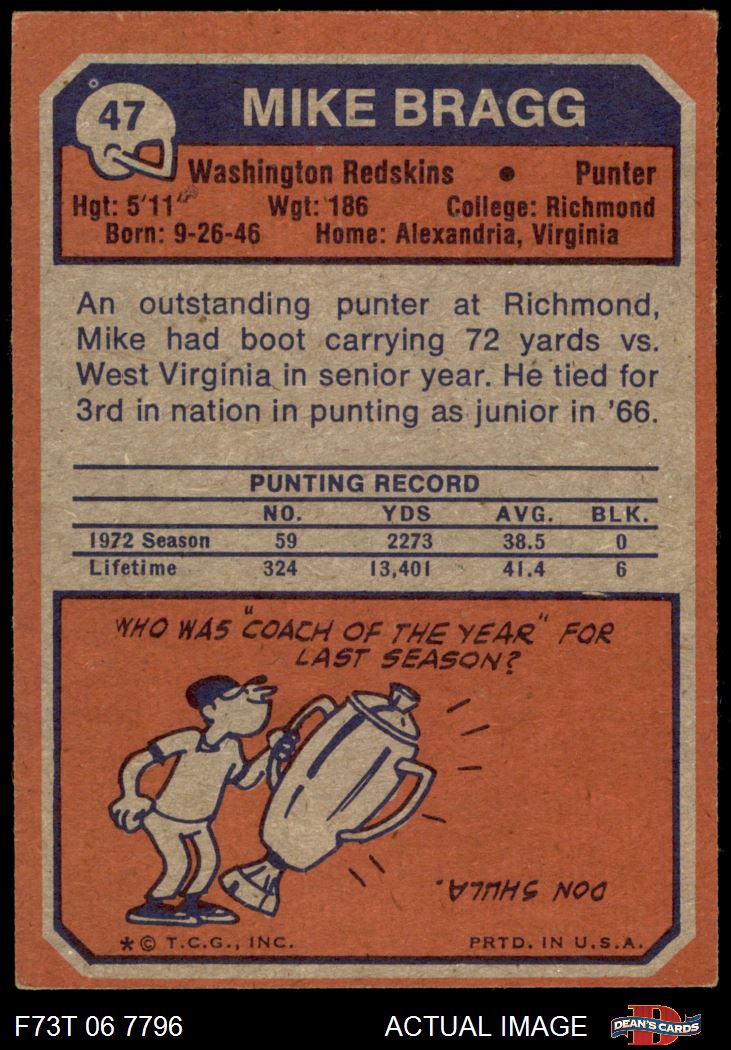 47
MIKE BRAGG
Washington Redskins • Punter
Hgt: 5'11" Wgt: 186 College: Richmond
Born: 9-26-46 Home: Alexandria, Virginia
An outstanding punter at Richmond,
Mike had boot carrying 72 yards vs.
West Virginia in senior year. He tied for
3rd in nation in punting as junior in '66.
PUNTING RECORD
NO. YDS AVG. BLK.
1972 Season 59 2273 38.5 0
Lifetime 324 13,401 41.4 6
WHO WAS "COACH OF THE YEAR" FOR
LAST SEASON?
DON SHULA.
*© T.C.G., INC. PRTD. IN U.S.A.
F73T 06 7796 ACTUAL IMAGE D DEAN'S CARDS